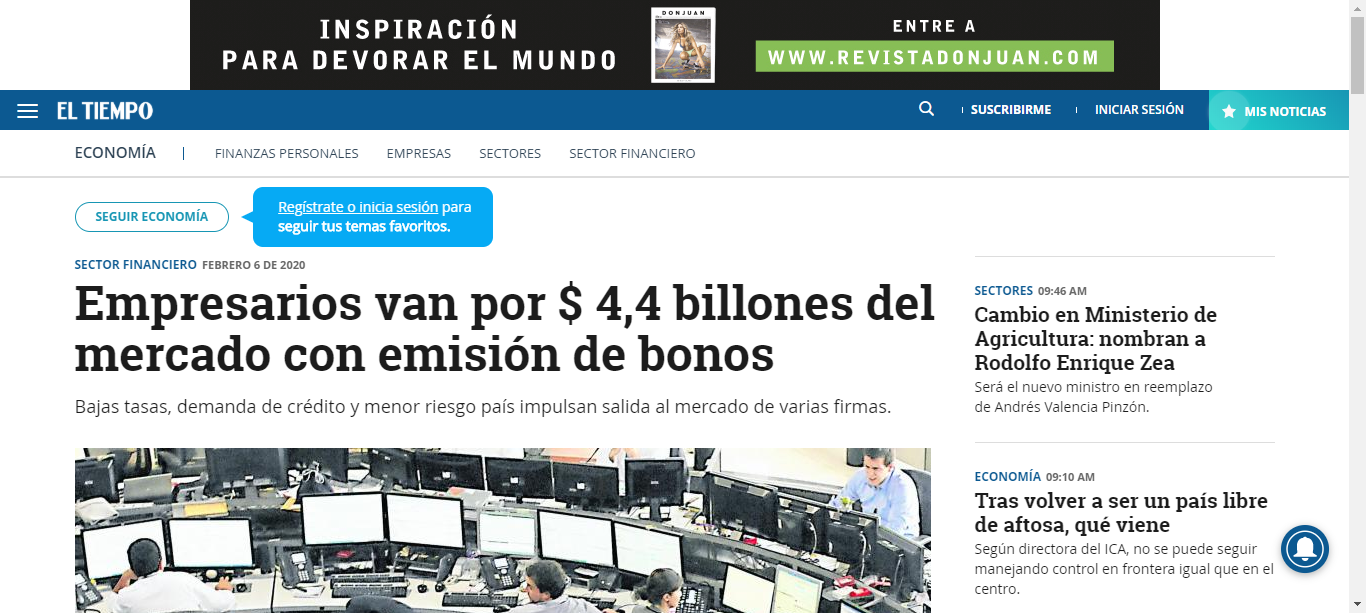 INSPIRACIÓN
PARA DEVORAR EL MUNDO
DONJUAN
ENTRE A
WWW.REVISTADONJUAN.COM
EL TIEMPO
SUSCRIBIRME
INICIAR SESIÓN
MIS NOTICIAS
ECONOMÍA | FINANZAS PERSONALES EMPRESAS SECTORES SECTOR FINANCIERO
SEGUIR ECONOMÍA
Regístrate o inicia sesión para
seguir tus temas favoritos.
SECTOR FINANCIERO FEBRERO 6 DE 2020
Empresarios van por $ 4,4 billones del
mercado con emisión de bonos
Bajas tasas, demanda de crédito y menor riesgo país impulsan salida al mercado de varias firmas.
SECTORES 09:46 AM
Cambio en Ministerio de
Agricultura: nombran a
Rodolfo Enrique Zea
Será el nuevo ministro en reemplazo
de Andrés Valencia Pinzón.
ECONOMÍA 09:10 AM
Tras volver a ser un país libre
de aftosa, qué viene
Según directora del ICA, no se puede seguir
manejando control en frontera igual que en el
centro.